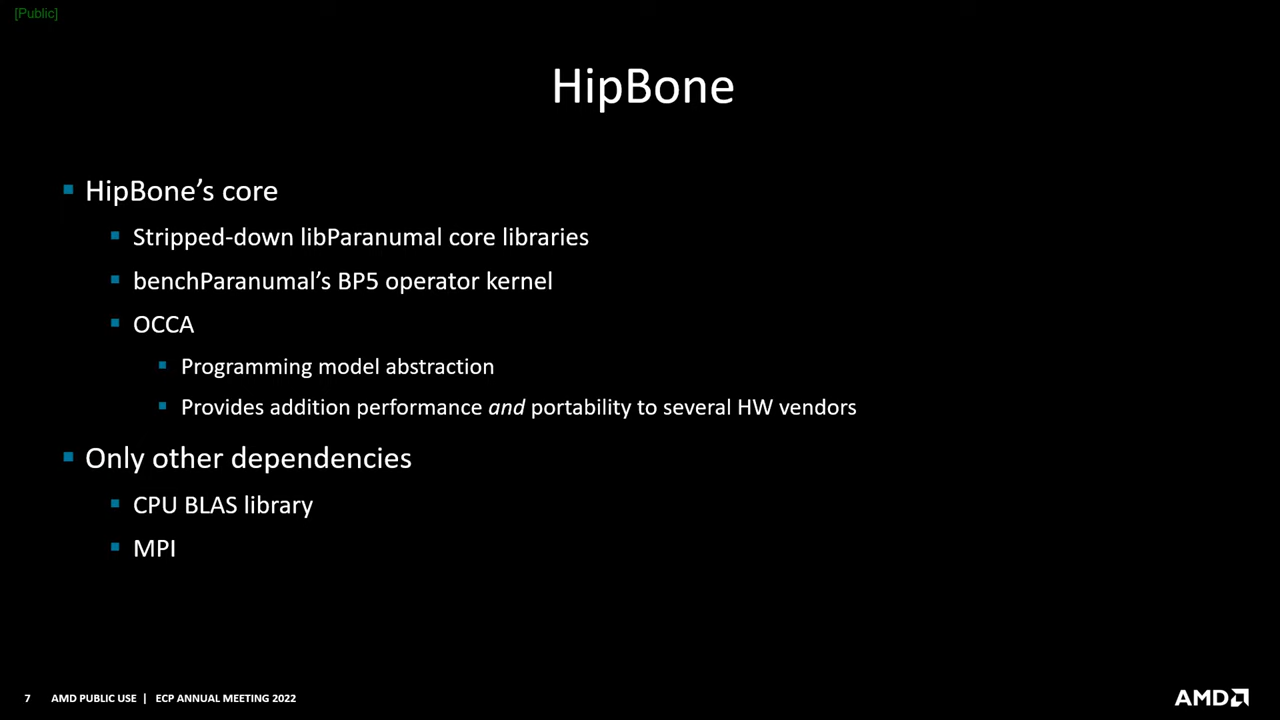 [Public]
HipBone
HipBone’s core
Stripped-down libParanumal core libraries
benchParanumal’s BP5 operator kernel
OCCA
Programming model abstraction
Provides addition performance and portability to several HW vendors
Only other dependencies
CPU BLAS library
MPI
7 AMD PUBLIC USE | ECP ANNUAL MEETING 2022
AMD